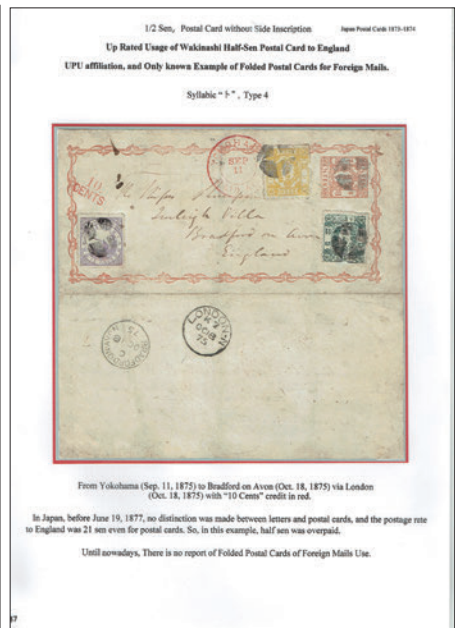 1/2 Sen, Postal Card without Side Inscription
Japan Postal Cards 1873-1874
Up Rated Usage of Wakinashi Half-Sen Postal Card to England
UPU affiliation, and Only known Example of Folded Postal Cards for Foreign Mails.
Syllabic "ト", Type 4
SEP
11
10
CENTS
Villa
Bradford on Avon
England
LONDON-N
K Z
OC 18
75
From Yokohama (Sep. 11, 1875) to Bradford on Avon (Oct. 18, 1875) via London
(Oct. 18, 1875) with "10 Cents" credit in red.
In Japan, before June 19, 1877, no distinction was made between letters and postal cards, and the postage rate
to England was 21 sen even for postal cards. So, in this example, half sen was overpaid.
Until nowadays, There is no report of Folded Postal Cards of Foreign Mails Use.